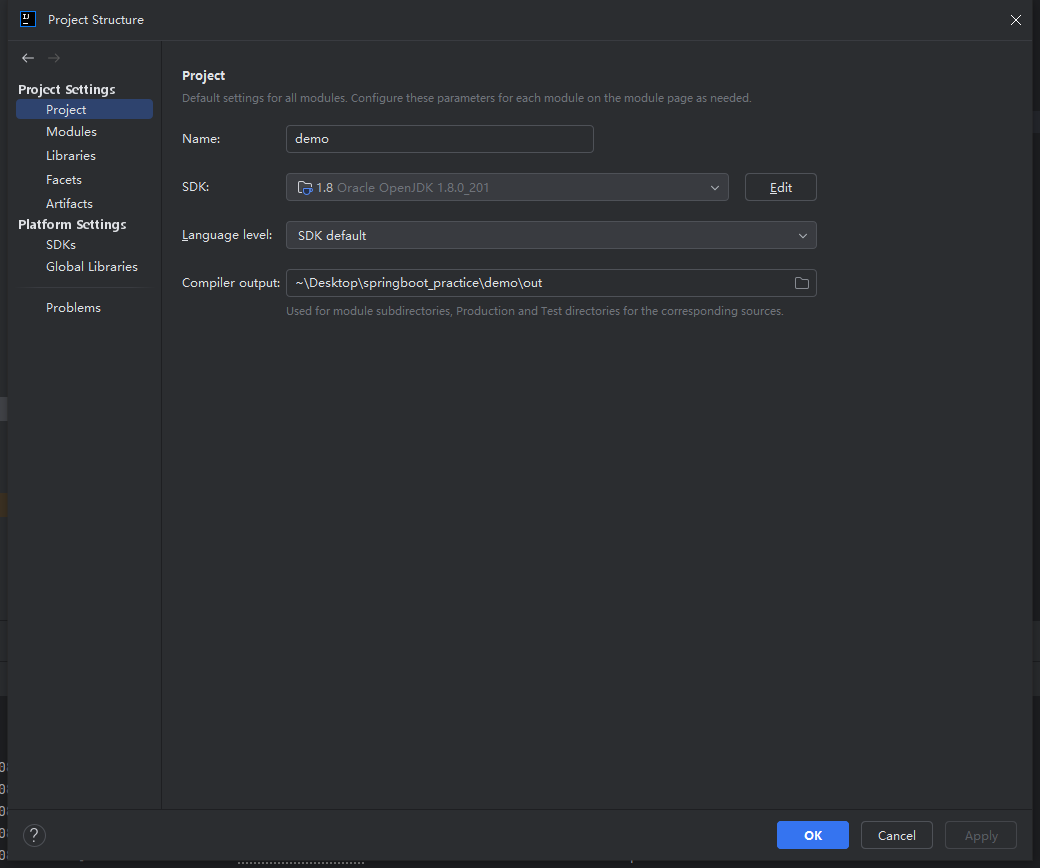 Project Structure
Project Settings
Project
Modules
Libraries
Facets
Artifacts
Platform Settings
SDKs
Global Libraries
Problems
Project
Default settings for all modules. Configure these parameters for each module on the module page as needed.
Name: demo
SDK: 1.8 Oracle OpenJDK 1.8.0_201 Edit
Language level: SDK default
Compiler output: ~\Desktop\springboot_practice\demo\out
Used for module subdirectories, Production and Test directories for the corresponding sources.
? OK Cancel Apply